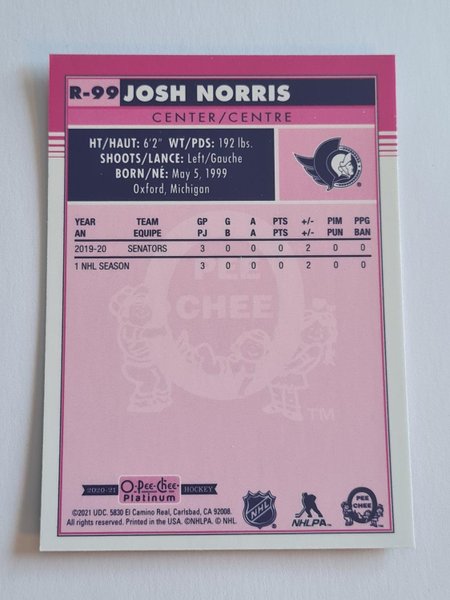 R-99 JOSH NORRIS
CENTER/CENTRE
HT/HAUT: 6'2" WT/PDS: 192 lbs.
SHOOTS/LANCE: Left/Gauche
BORN/NÉ: May 5, 1999
Oxford, Michigan
YEAR TEAM GP G A PTS +/- PIM PPG
AN EQUIPE PJ B A PTS +/- PUN BAN
2019-20 SENATORS 3 0 0 0 2 0 0
1 NHL SEASON 3 0 0 0 2 0 0
PEE
CHEE
TM
2020-21 O-Pee-Chee Platinum HOCKEY
©2021 UDC. 5830 El Camino Real, Carlsbad, CA 92008.
All rights reserved. Printed in the USA. ©NHLPA. © NHL.
NHL
NHLPA
PEE
CHEE